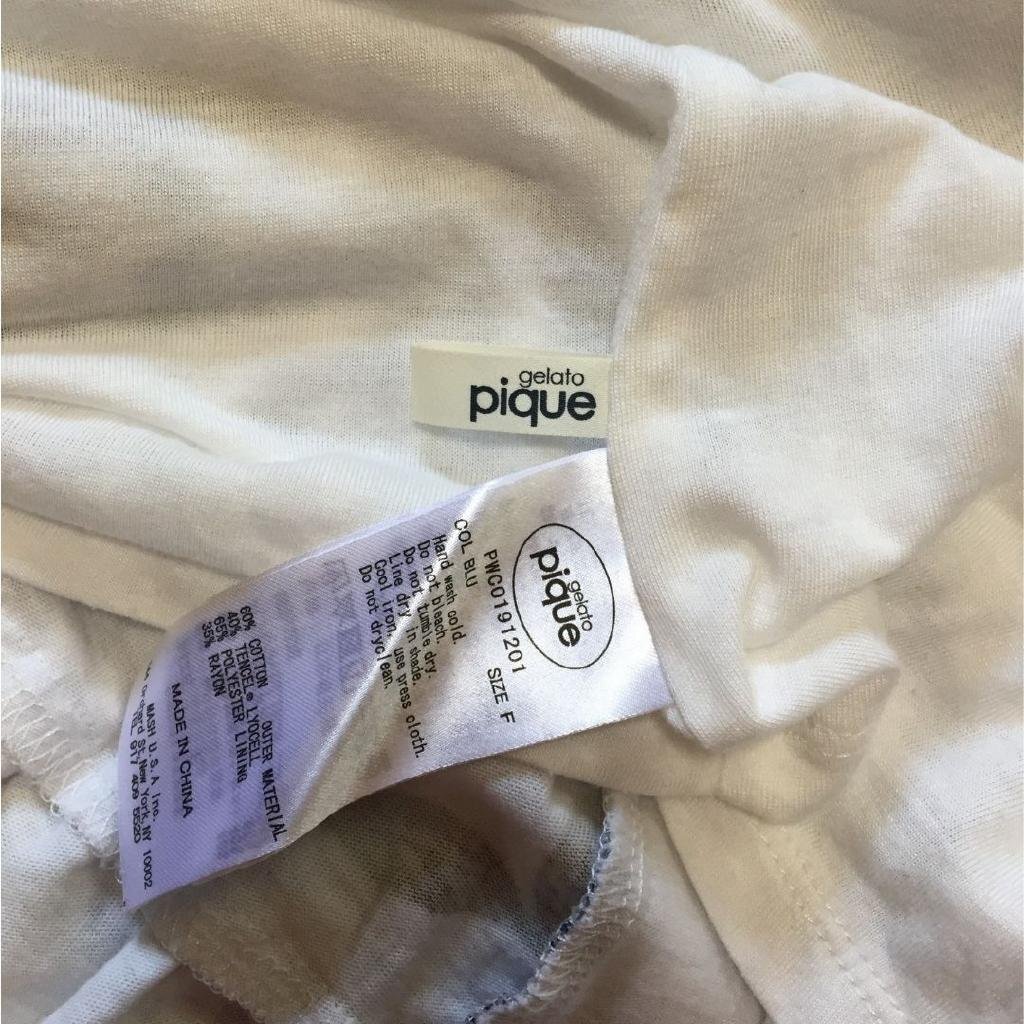 gelato
pique
gelato
pique
PWC0191201 SIZE F
COL BLU
Hand wash cold.
Do not bleach.
Do not tumble dry.
Line dry in shade.
Cool iron, use press cloth.
Do not dryclean.
OUTER MATERIAL
60% COTTON
40% TENCEL® LYOCELL
65% POLYESTER LINING
35% RAYON
MADE IN CHINA
MASH U.S.A Inc.
Orchard St, New York, NY 10002
TEL 917 409 5520